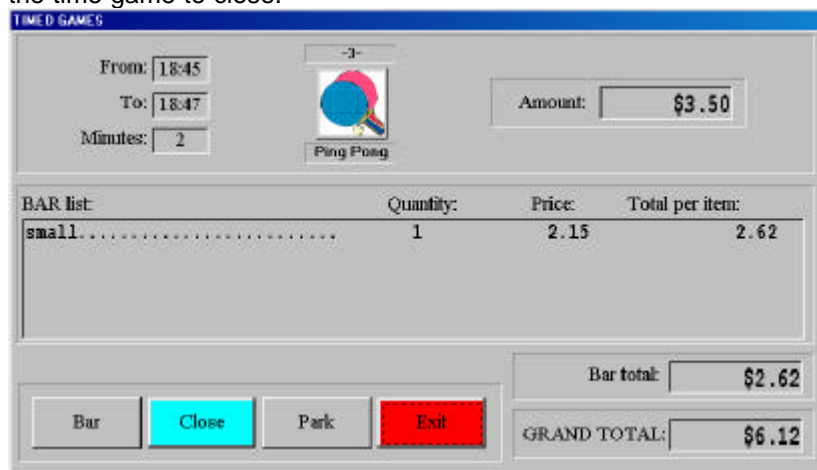 the time game to close.
TIMED GAMES
From: 18:45
To: 18:47
Minutes: 2
-3-
Ping Pong
Amount: $3.50
BAR list: Quantity: Price: Total per item:
small......................... 1 2.15 2.62
Bar total: $2.62
Bar Close Park Exit
GRAND TOTAL: $6.12